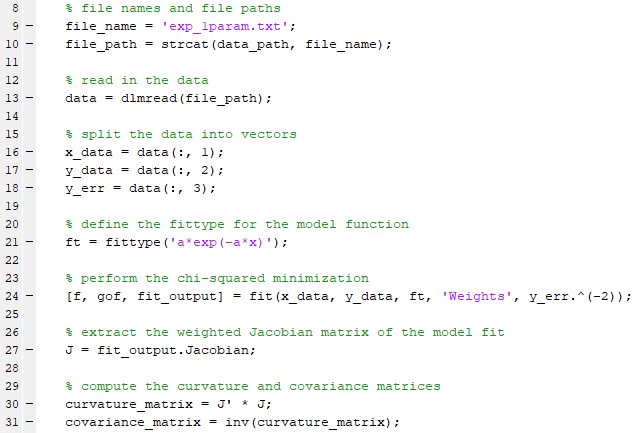 8 % file names and file paths
9 – file_name = 'exp_1param.txt';
10 – file_path = strcat(data_path, file_name);
11
12 % read in the data
13 – data = dlmread(file_path);
14
15 % split the data into vectors
16 – x_data = data(:, 1);
17 – y_data = data(:, 2);
18 – y_err = data(:, 3);
19
20 % define the fittype for the model function
21 – ft = fittype('a*exp(-a*x)');
22
23 % perform the chi-squared minimization
24 – [f, gof, fit_output] = fit(x_data, y_data, ft, 'Weights', y_err.^(-2));
25
26 % extract the weighted Jacobian matrix of the model fit
27 – J = fit_output.Jacobian;
28
29 % compute the curvature and covariance matrices
30 – curvature_matrix = J' * J;
31 – covariance_matrix = inv(curvature_matrix);